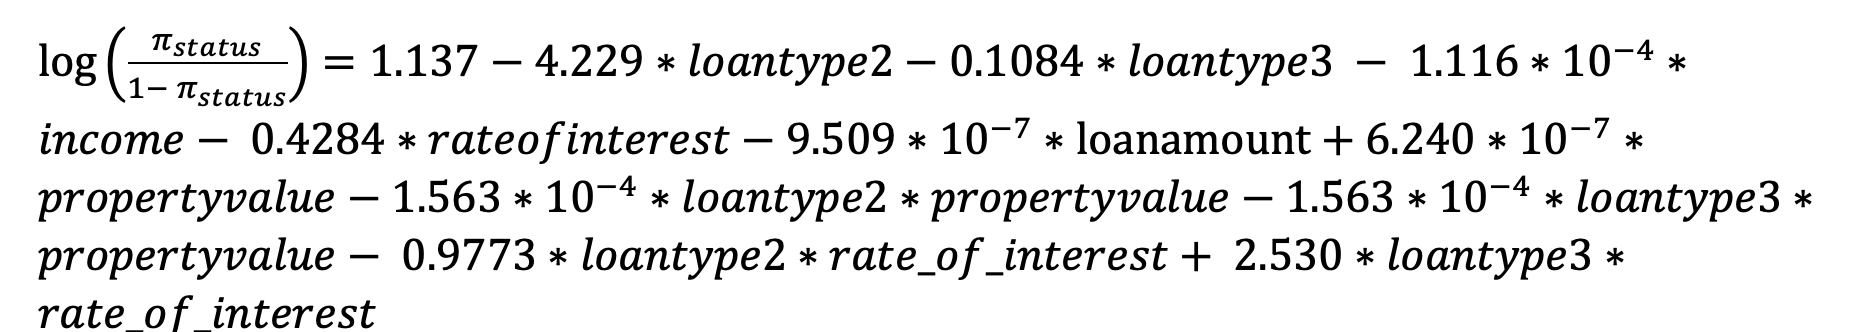 log(π_status / 1− π_status) = 1.137 − 4.229 ∗ loantype2 − 0.1084 ∗ loantype3 − 1.116 ∗ 10⁻⁴ ∗
income − 0.4284 ∗ rateofinterest − 9.509 ∗ 10⁻⁷ ∗ loanamount + 6.240 ∗ 10⁻⁷ ∗
propertyvalue − 1.563 ∗ 10⁻⁴ ∗ loantype2 ∗ propertyvalue − 1.563 ∗ 10⁻⁴ ∗ loantype3 ∗
propertyvalue − 0.9773 ∗ loantype2 ∗ rate_of_interest + 2.530 ∗ loantype3 ∗
rate_of_interest